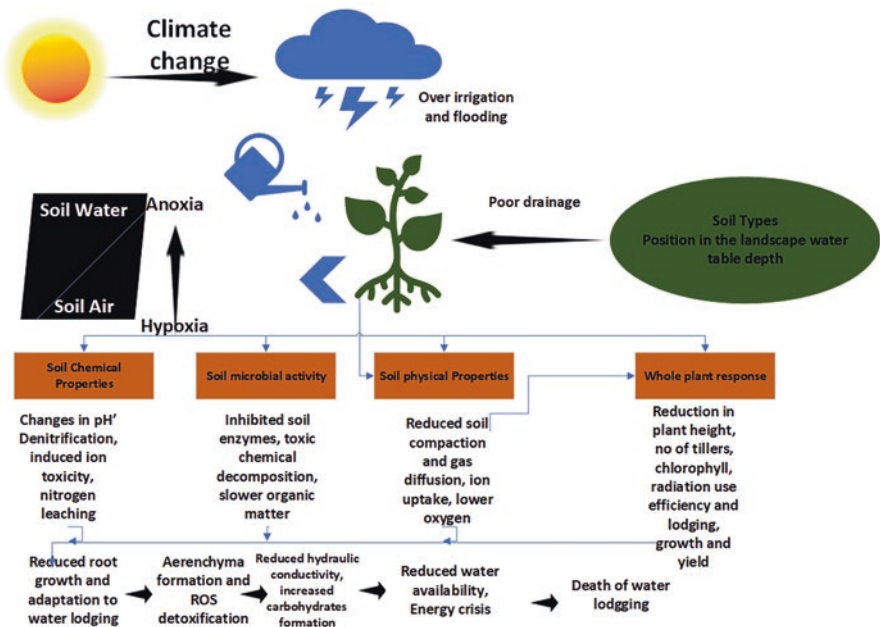 Climate
change
Over irrigation
and flooding
Soil Water
Anoxia
Soil Air
Hypoxia
Poor drainage
Soil Types
Position in the landscape water
table depth
Soil Chemical
Properties
Soil microbial activity
Soil physical Properties
Whole plant response
Changes in pH'
Denitrification,
induced ion
toxicity,
nitrogen
leaching
Inhibited soil
enzymes, toxic
chemical
decomposition,
slower organic
matter
Reduced soil
compaction
and gas
diffusion, ion
uptake, lower
oxygen
Reduction in
plant height,
no of tillers,
chlorophyll,
radiation use
efficiency and
lodging,
growth and
yield
Reduced root
growth and
adaptation to
water lodging
Aerenchyma
formation and
ROS
detoxification
Reduced hydraulic
conductivity,
increased
carbohydrates
formation
Reduced water
availability,
Energy crisis
Death of water
lodgging